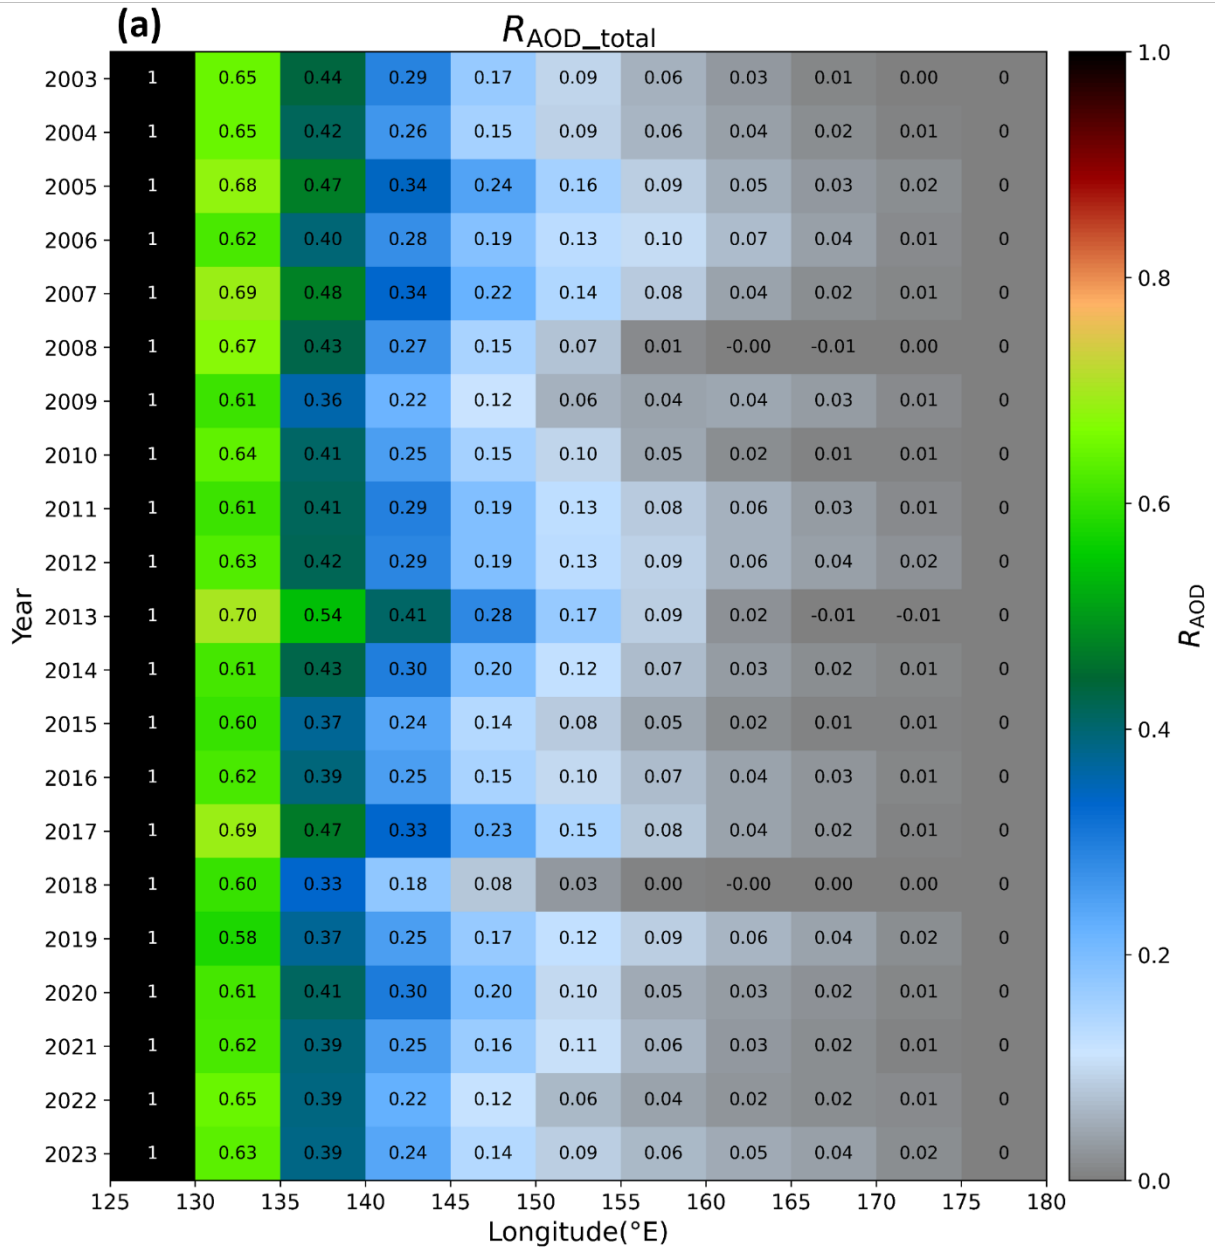 (a)
R_AOD_total
2003 1 0.65 0.44 0.29 0.17 0.09 0.06 0.03 0.01 0.00 0
2004 1 0.65 0.42 0.26 0.15 0.09 0.06 0.04 0.02 0.01 0
2005 1 0.68 0.47 0.34 0.24 0.16 0.09 0.05 0.03 0.02 0
2006 1 0.62 0.40 0.28 0.19 0.13 0.10 0.07 0.04 0.01 0
2007 1 0.69 0.48 0.34 0.22 0.14 0.08 0.04 0.02 0.01 0
2008 1 0.67 0.43 0.27 0.15 0.07 0.01 -0.00 -0.01 0.00 0
2009 1 0.61 0.36 0.22 0.12 0.06 0.04 0.04 0.03 0.01 0
2010 1 0.64 0.41 0.25 0.15 0.10 0.05 0.02 0.01 0.01 0
2011 1 0.61 0.41 0.29 0.19 0.13 0.08 0.06 0.03 0.01 0
2012 1 0.63 0.42 0.29 0.19 0.13 0.09 0.06 0.04 0.02 0
2013 1 0.70 0.54 0.41 0.28 0.17 0.09 0.02 -0.01 -0.01 0
2014 1 0.61 0.43 0.30 0.20 0.12 0.07 0.03 0.02 0.01 0
2015 1 0.60 0.37 0.24 0.14 0.08 0.05 0.02 0.01 0.01 0
2016 1 0.62 0.39 0.25 0.15 0.10 0.07 0.04 0.03 0.01 0
2017 1 0.69 0.47 0.33 0.23 0.15 0.08 0.04 0.02 0.01 0
2018 1 0.60 0.33 0.18 0.08 0.03 0.00 -0.00 0.00 0.00 0
2019 1 0.58 0.37 0.25 0.17 0.12 0.09 0.06 0.04 0.02 0
2020 1 0.61 0.41 0.30 0.20 0.10 0.05 0.03 0.02 0.01 0
2021 1 0.62 0.39 0.25 0.16 0.11 0.06 0.03 0.02 0.01 0
2022 1 0.65 0.39 0.22 0.12 0.06 0.04 0.02 0.02 0.01 0
2023 1 0.63 0.39 0.24 0.14 0.09 0.06 0.05 0.04 0.02 0
125 130 135 140 145 150 155 160 165 170 175 180
Longitude(°E)
Year
1.0
0.8
0.6
0.4
0.2
0.0
R_AOD